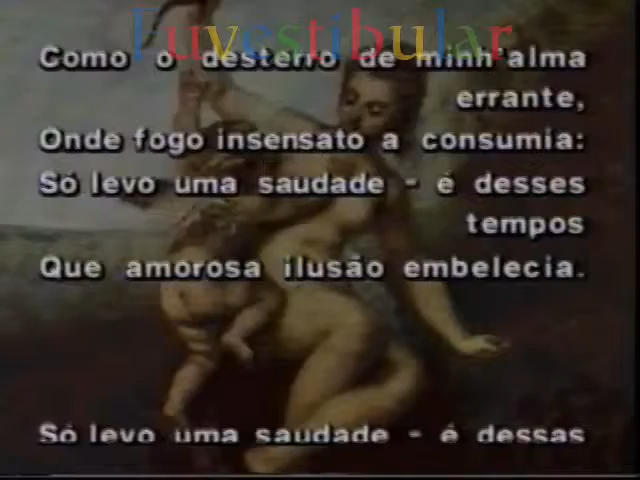 Fuvestibular
Como o desterro de minh'alma
errante,
Onde fogo insensato a consumia:
Só levo uma saudade - é desses
tempos
Que amorosa ilusão embelecia.
Só levo uma saudade - é dessas